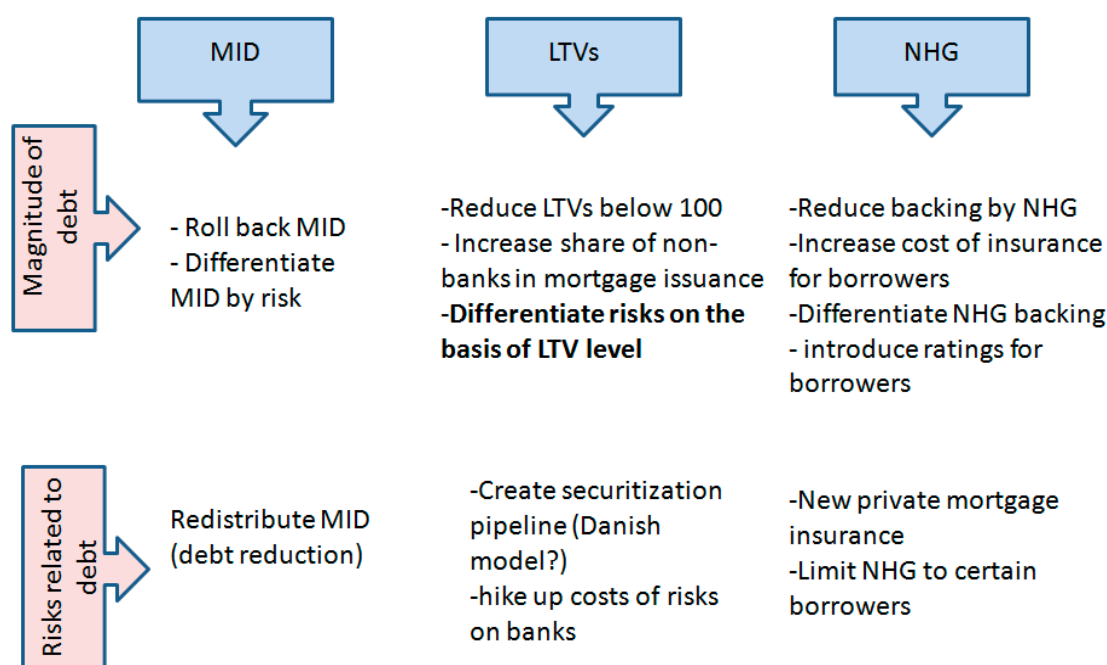 MID
LTVs
NHG
Magnitude of
debt
- Roll back MID
- Differentiate
MID by risk
-Reduce LTVs below 100
- Increase share of non-
banks in mortgage issuance
-Differentiate risks on the
basis of LTV level
-Reduce backing by NHG
-Increase cost of insurance
for borrowers
-Differentiate NHG backing
- introduce ratings for
borrowers
Risks related to
debt
Redistribute MID
(debt reduction)
-Create securitization
pipeline (Danish
model?)
-hike up costs of risks
on banks
-New private mortgage
insurance
-Limit NHG to certain
borrowers